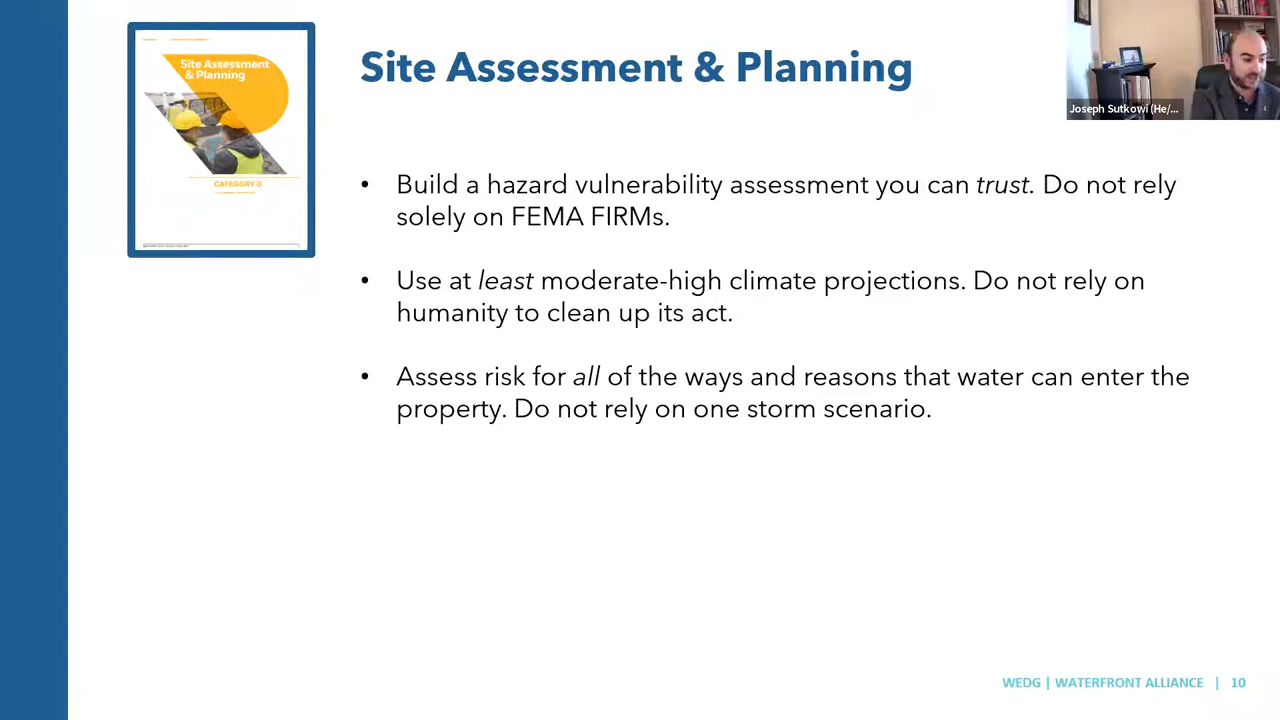 Site Assessment
& Planning
CATEGORY 0
Site Assessment & Planning
Joseph Sutkowi (He/...
• Build a hazard vulnerability assessment you can trust. Do not rely
solely on FEMA FIRMs.
• Use at least moderate-high climate projections. Do not rely on
humanity to clean up its act.
• Assess risk for all of the ways and reasons that water can enter the
property. Do not rely on one storm scenario.
WEDG | WATERFRONT ALLIANCE | 10